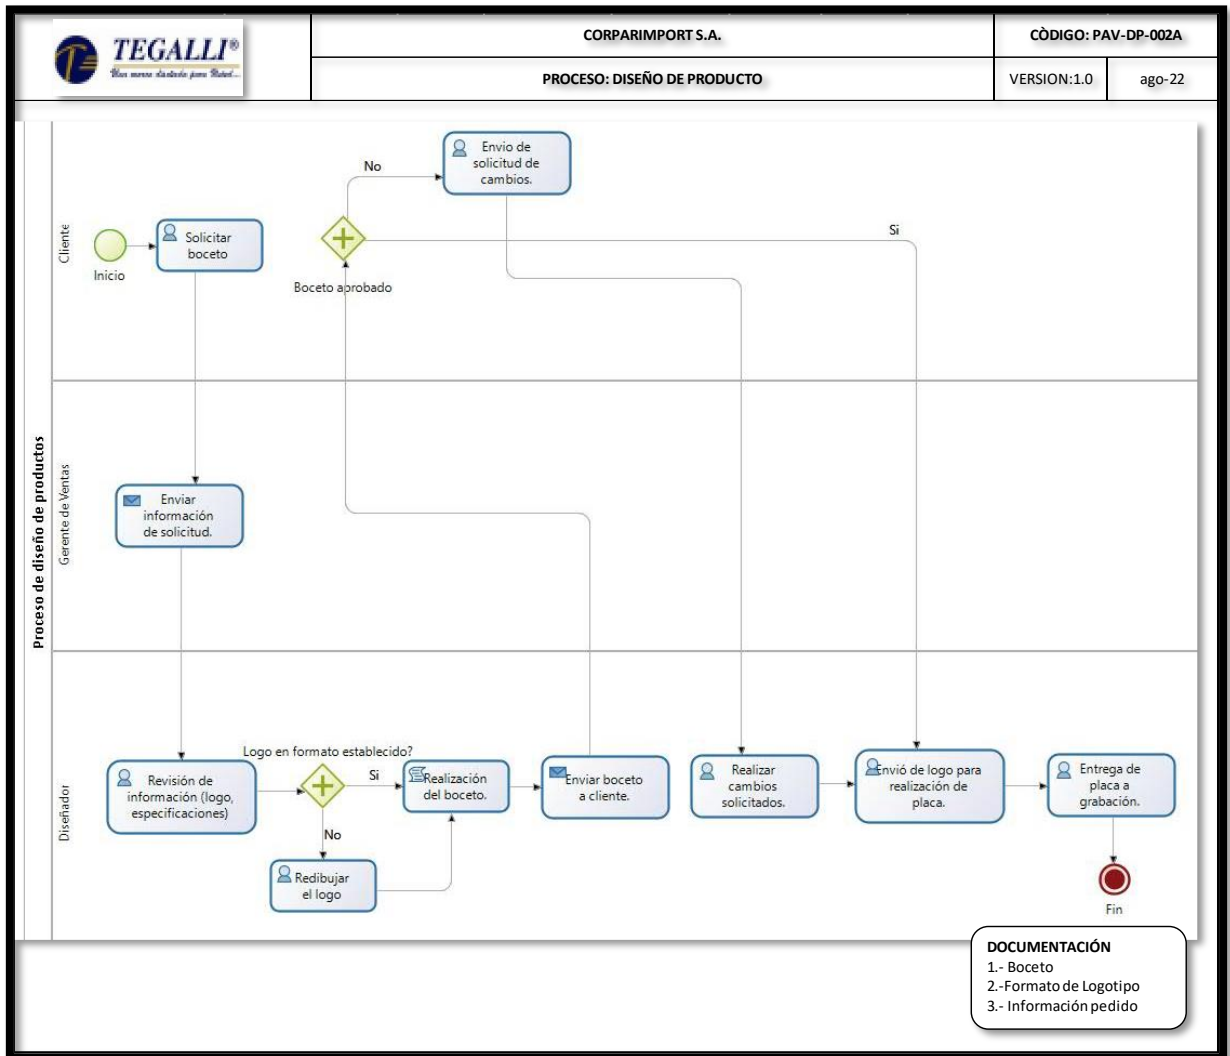 TEGALLI®
CORPARIMPORT S.A.
CÒDIGO: PAV-DP-002A
PROCESO: DISEÑO DE PRODUCTO
VERSION:1.0
ago-22
Proceso de diseño de productos
Cliente
Inicio
Solicitar
boceto
Boceto aprobado
No
Envio de
solicitud de
cambios.
Si
Gerente de Ventas
Enviar
información
de solicitud.
Diseñador
Revisión de
información (logo,
especificaciones)
Logo en formato establecido?
Si
No
Redibujar
el logo
Realización
del boceto.
Enviar boceto
a cliente.
Realizar
cambios
solicitados.
Envió de logo para
realización de
placa.
Entrega de
placa a
grabación.
Fin
DOCUMENTACIÓN
1.- Boceto
2.-Formato de Logotipo
3.- Información pedido